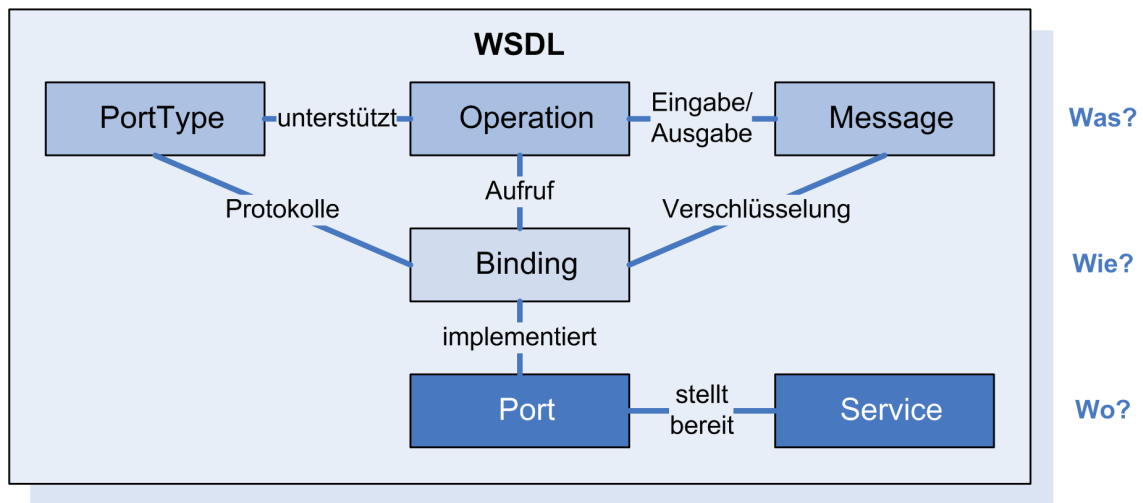 WSDL
PortType
unterstützt
Operation
Eingabe/
Ausgabe
Message
Was?
Protokolle
Aufruf
Verschlüsselung
Binding
Wie?
implementiert
Port
stellt
bereit
Service
Wo?